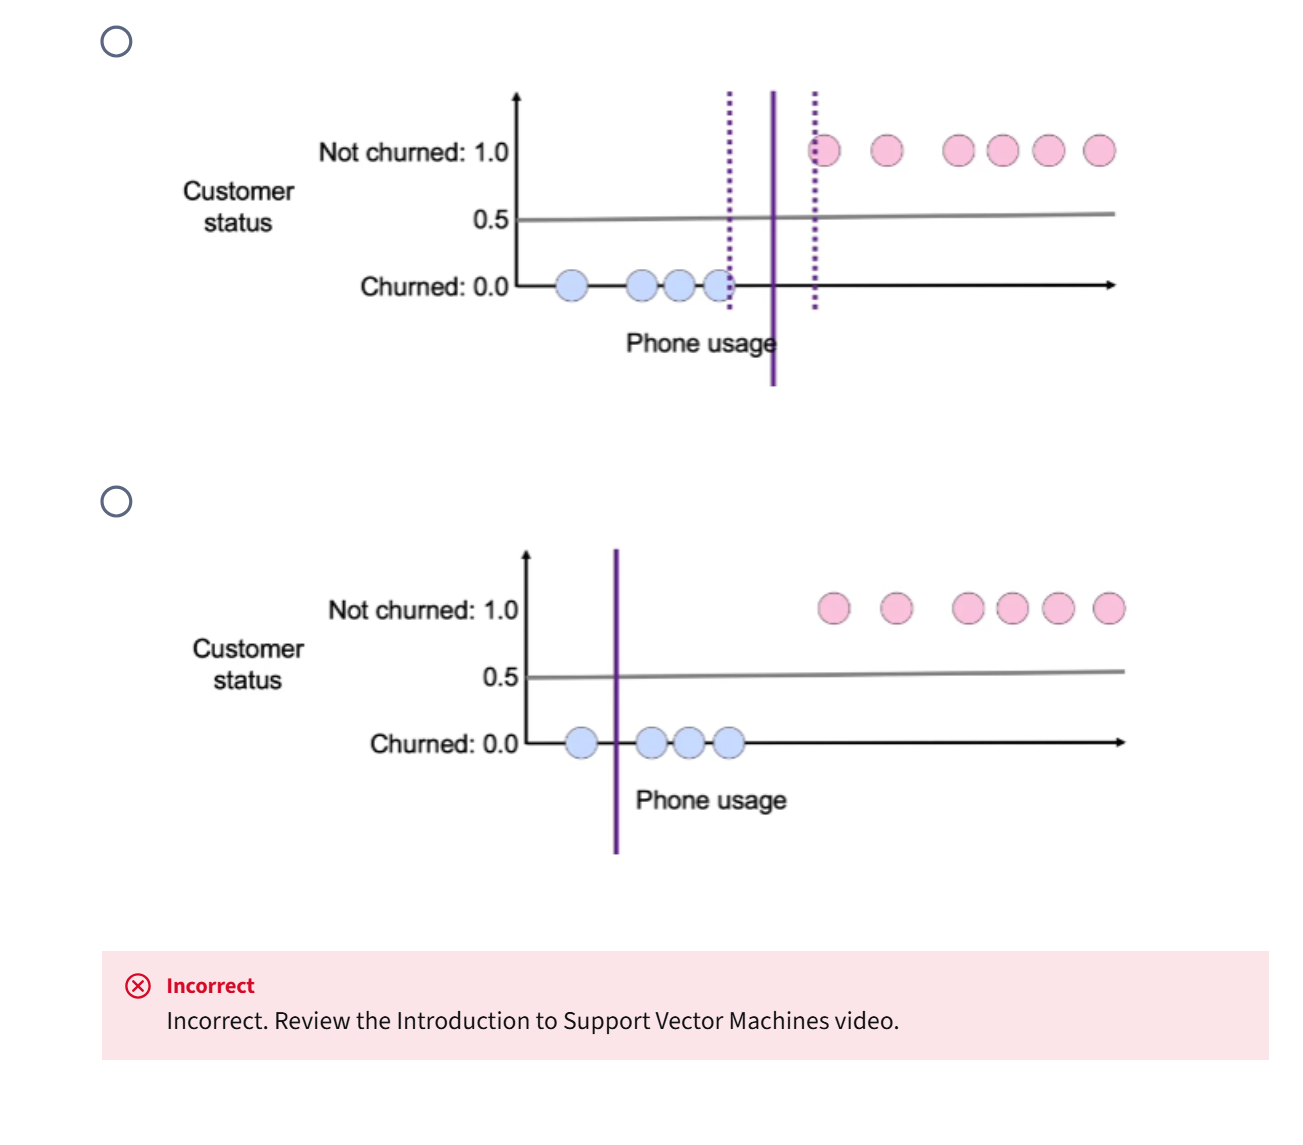 Not churned: 1.0
Customer
status
0.5
Churned: 0.0
Phone usage
Not churned: 1.0
Customer
status
0.5
Churned: 0.0
Phone usage
Incorrect
Incorrect. Review the Introduction to Support Vector Machines video.